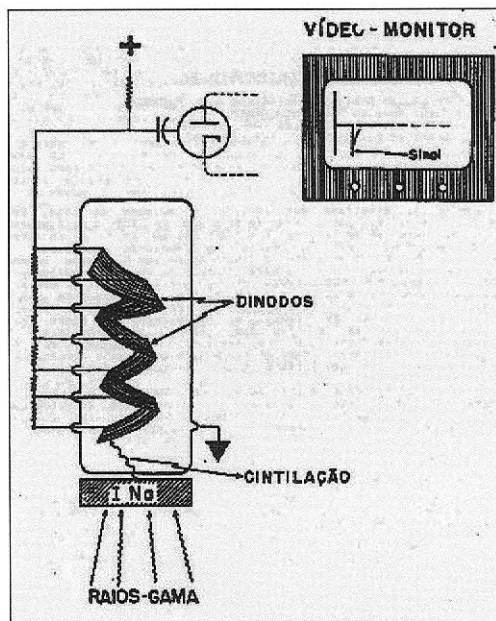 VÍDEO - MONITOR
+
Sinal
DINODOS
CINTILAÇÃO
I Na
RAIOS-GAMA